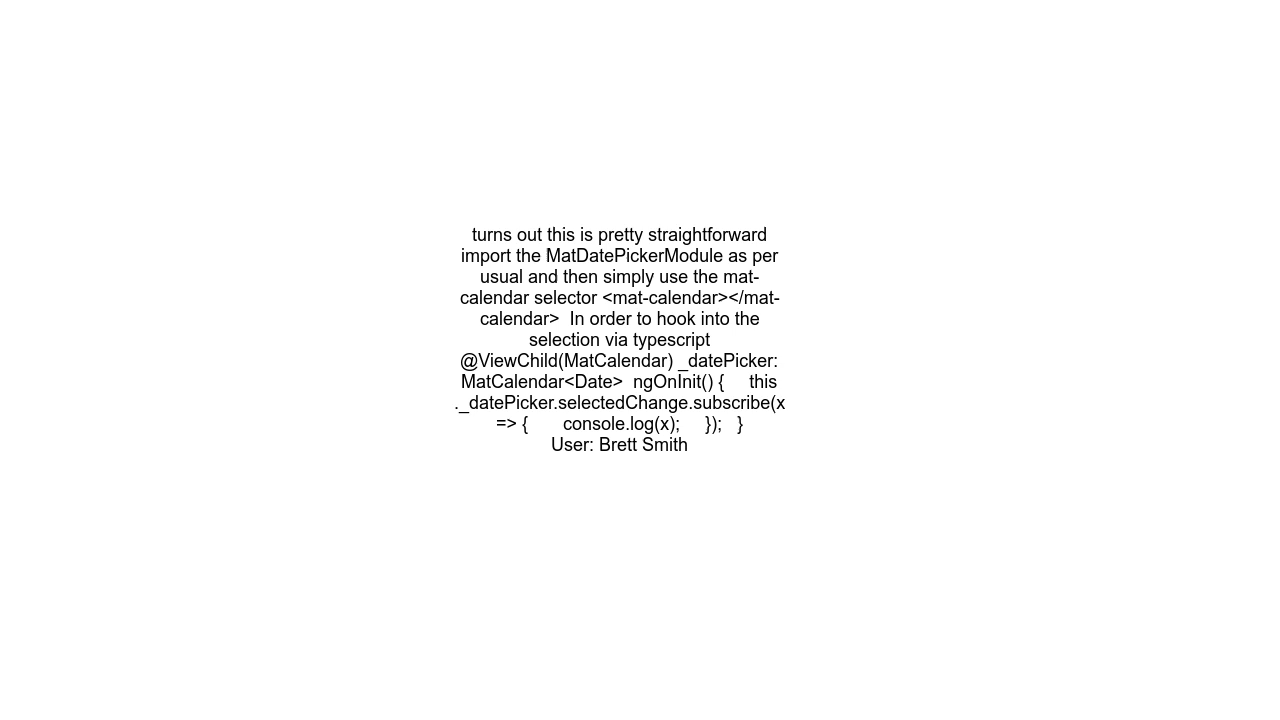 turns out this is pretty straightforward
import the MatDatePickerModule as per
usual and then simply use the mat-
calendar selector <mat-calendar></mat-
calendar>  In order to hook into the
selection via typescript
@ViewChild(MatCalendar) _datePicker:
MatCalendar<Date>  ngOnInit() {     this
._datePicker.selectedChange.subscribe(x
=> {       console.log(x);     });   }
User: Brett Smith